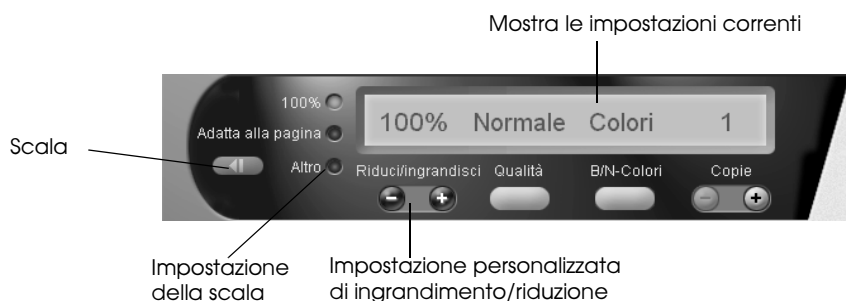 Mostra le impostazioni correnti
100%
100% Normale Colori 1
Adatta alla pagina
Scala
Altro
Riduci/ingrandisci Qualità B/N-Colori Copie
Impostazione
della scala
Impostazione personalizzata
di ingrandimento/riduzione